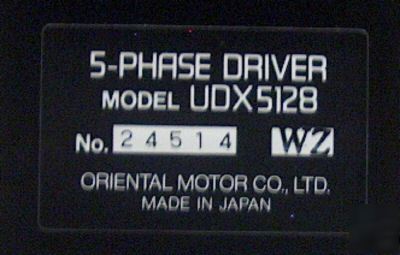 5-PHASE DRIVER
MODEL UDX5128
No. 24514 WZ
ORIENTAL MOTOR CO., LTD.
MADE IN JAPAN